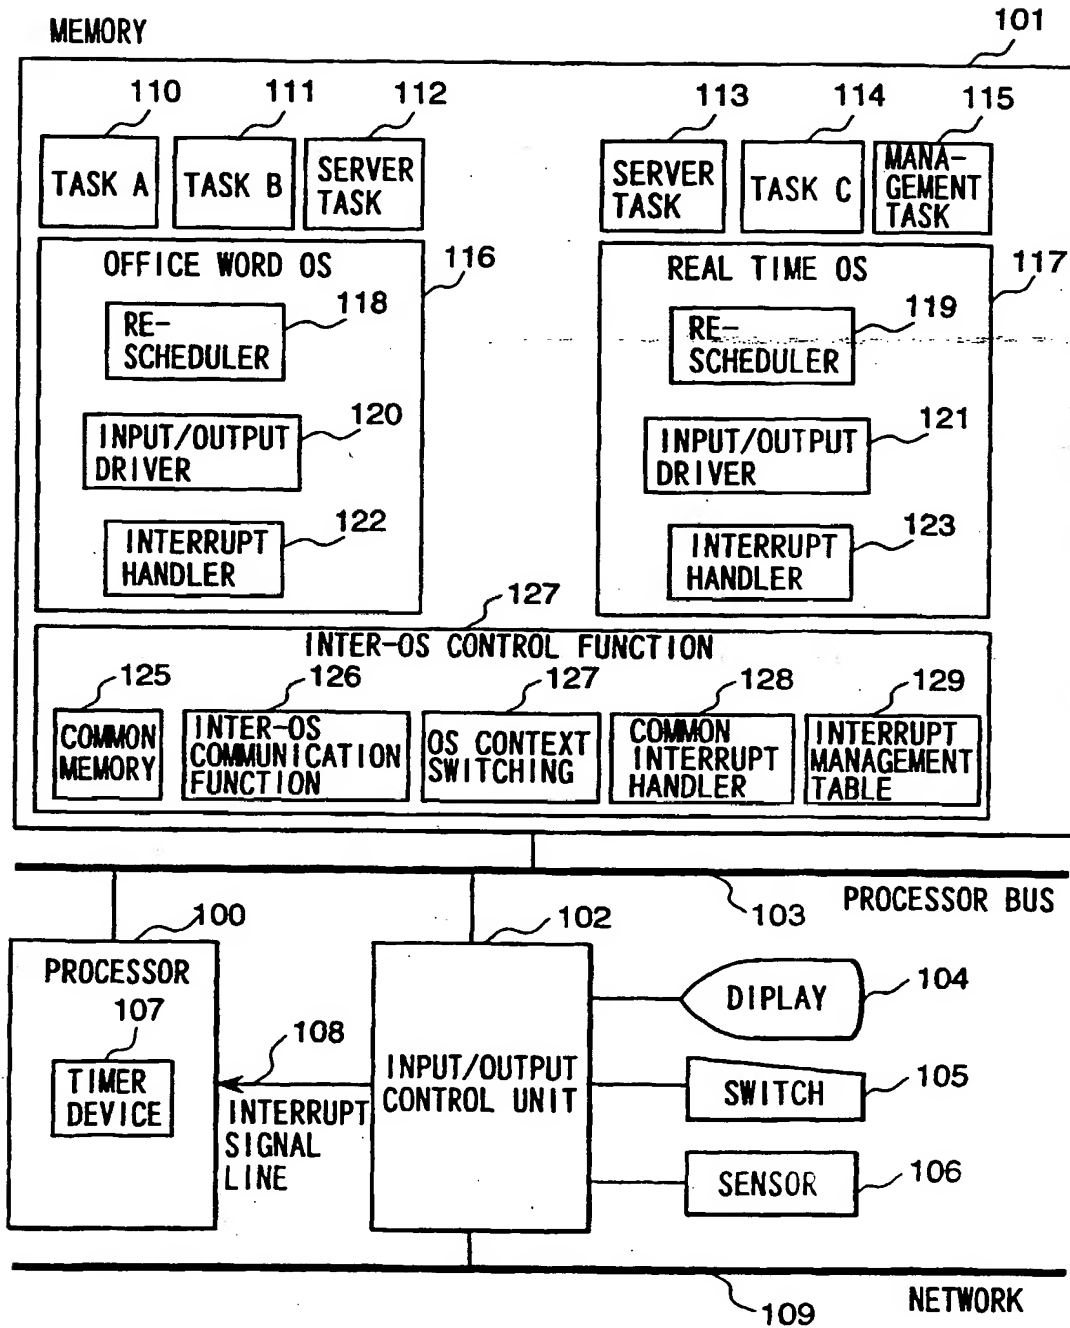 MEMORY
101
110
111
112
113
114
115
TASK A
TASK B
SERVER
TASK
SERVER
TASK
TASK C
MANA-
GEMENT
TASK
OFFICE WORD OS
116
RE-
SCHEDULER
118
INPUT/OUTPUT
DRIVER
120
INTERRUPT
HANDLER
122
REAL TIME OS
117
RE-
SCHEDULER
119
INPUT/OUTPUT
DRIVER
121
INTERRUPT
HANDLER
123
127
INTER-OS CONTROL FUNCTION
125
126
127
128
129
COMMON
MEMORY
INTER-OS
COMMUNICATION
FUNCTION
OS CONTEXT
SWITCHING
COMMON
INTERRUPT
HANDLER
INTERRUPT
MANAGEMENT
TABLE
103
PROCESSOR BUS
100
PROCESSOR
107
TIMER
DEVICE
108
INTERRUPT
SIGNAL
LINE
102
INPUT/OUTPUT
CONTROL UNIT
DIPLAY
104
SWITCH
105
SENSOR
106
109
NETWORK